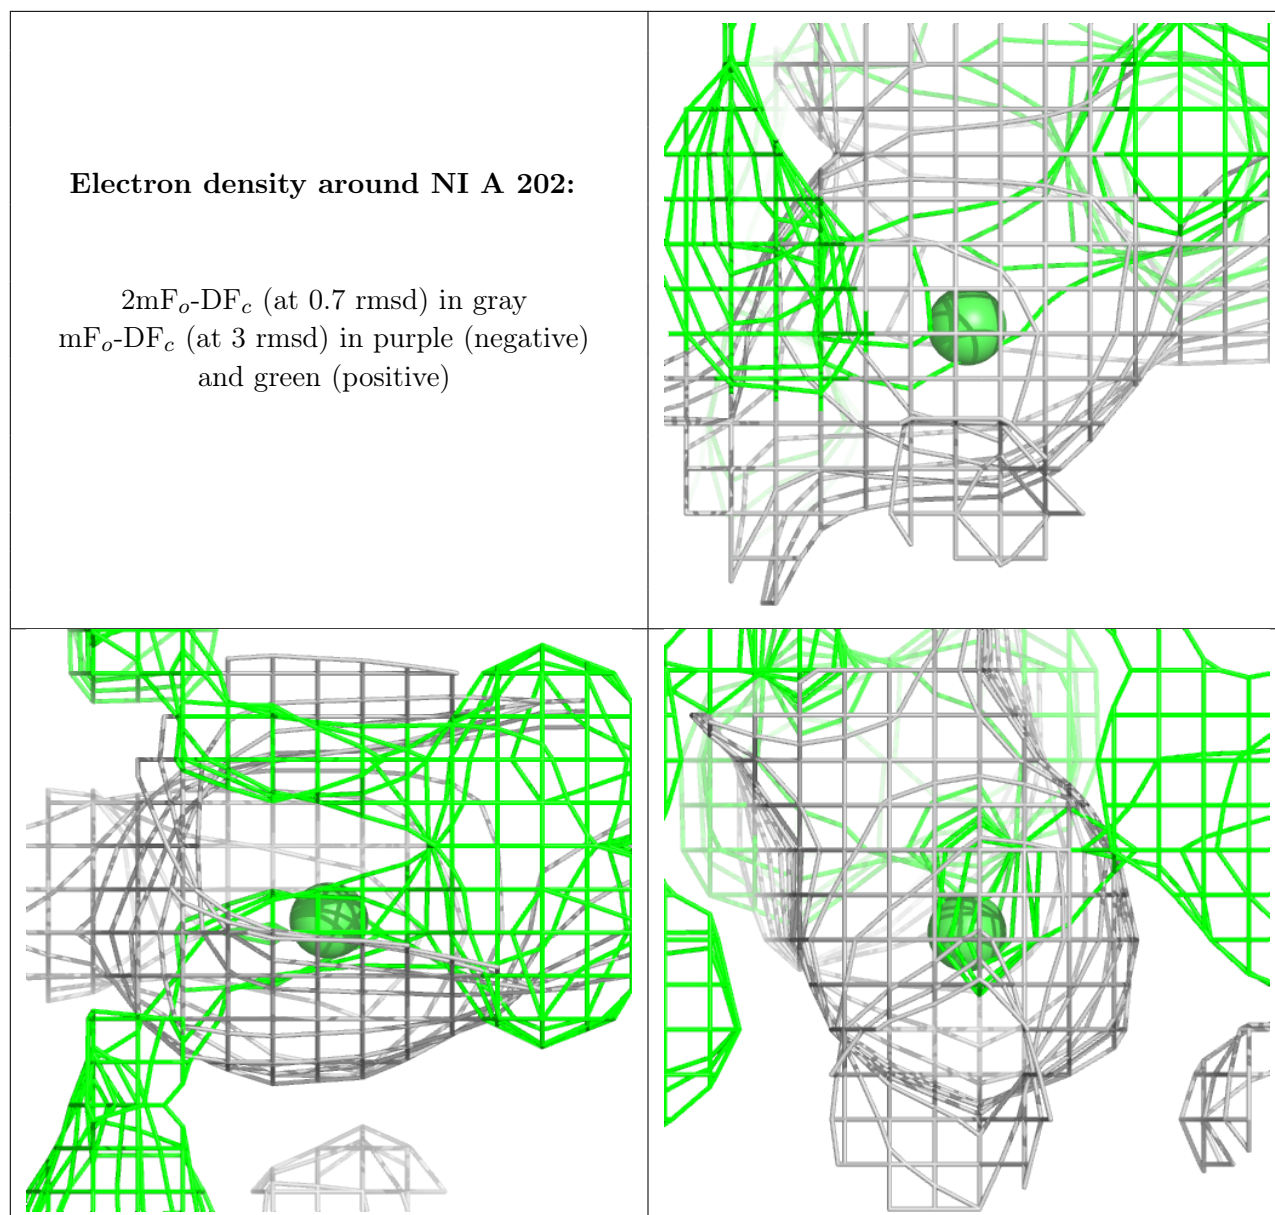 Electron density around NI A 202:
2mFo-DFc (at 0.7 rmsd) in gray
mFo-DFc (at 3 rmsd) in purple (negative)
and green (positive)